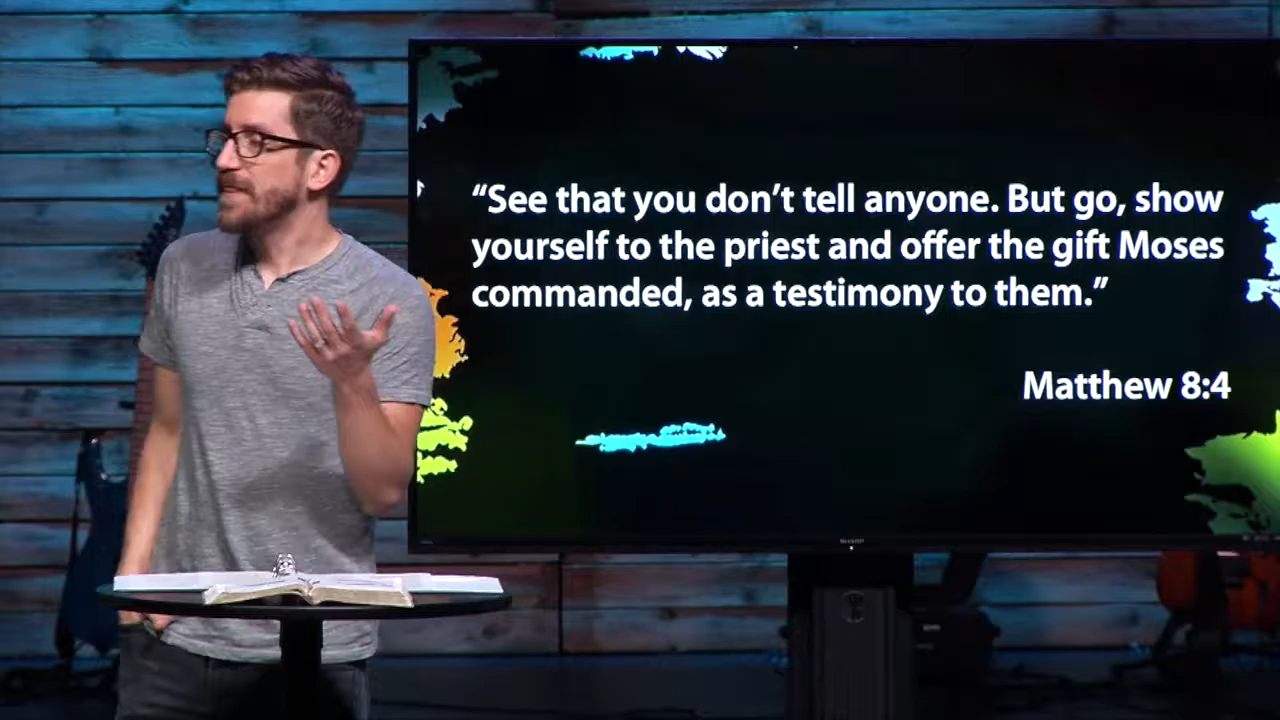 “See that you don’t tell anyone. But go, show
yourself to the priest and offer the gift Moses
commanded, as a testimony to them.”
Matthew 8:4
SHARP